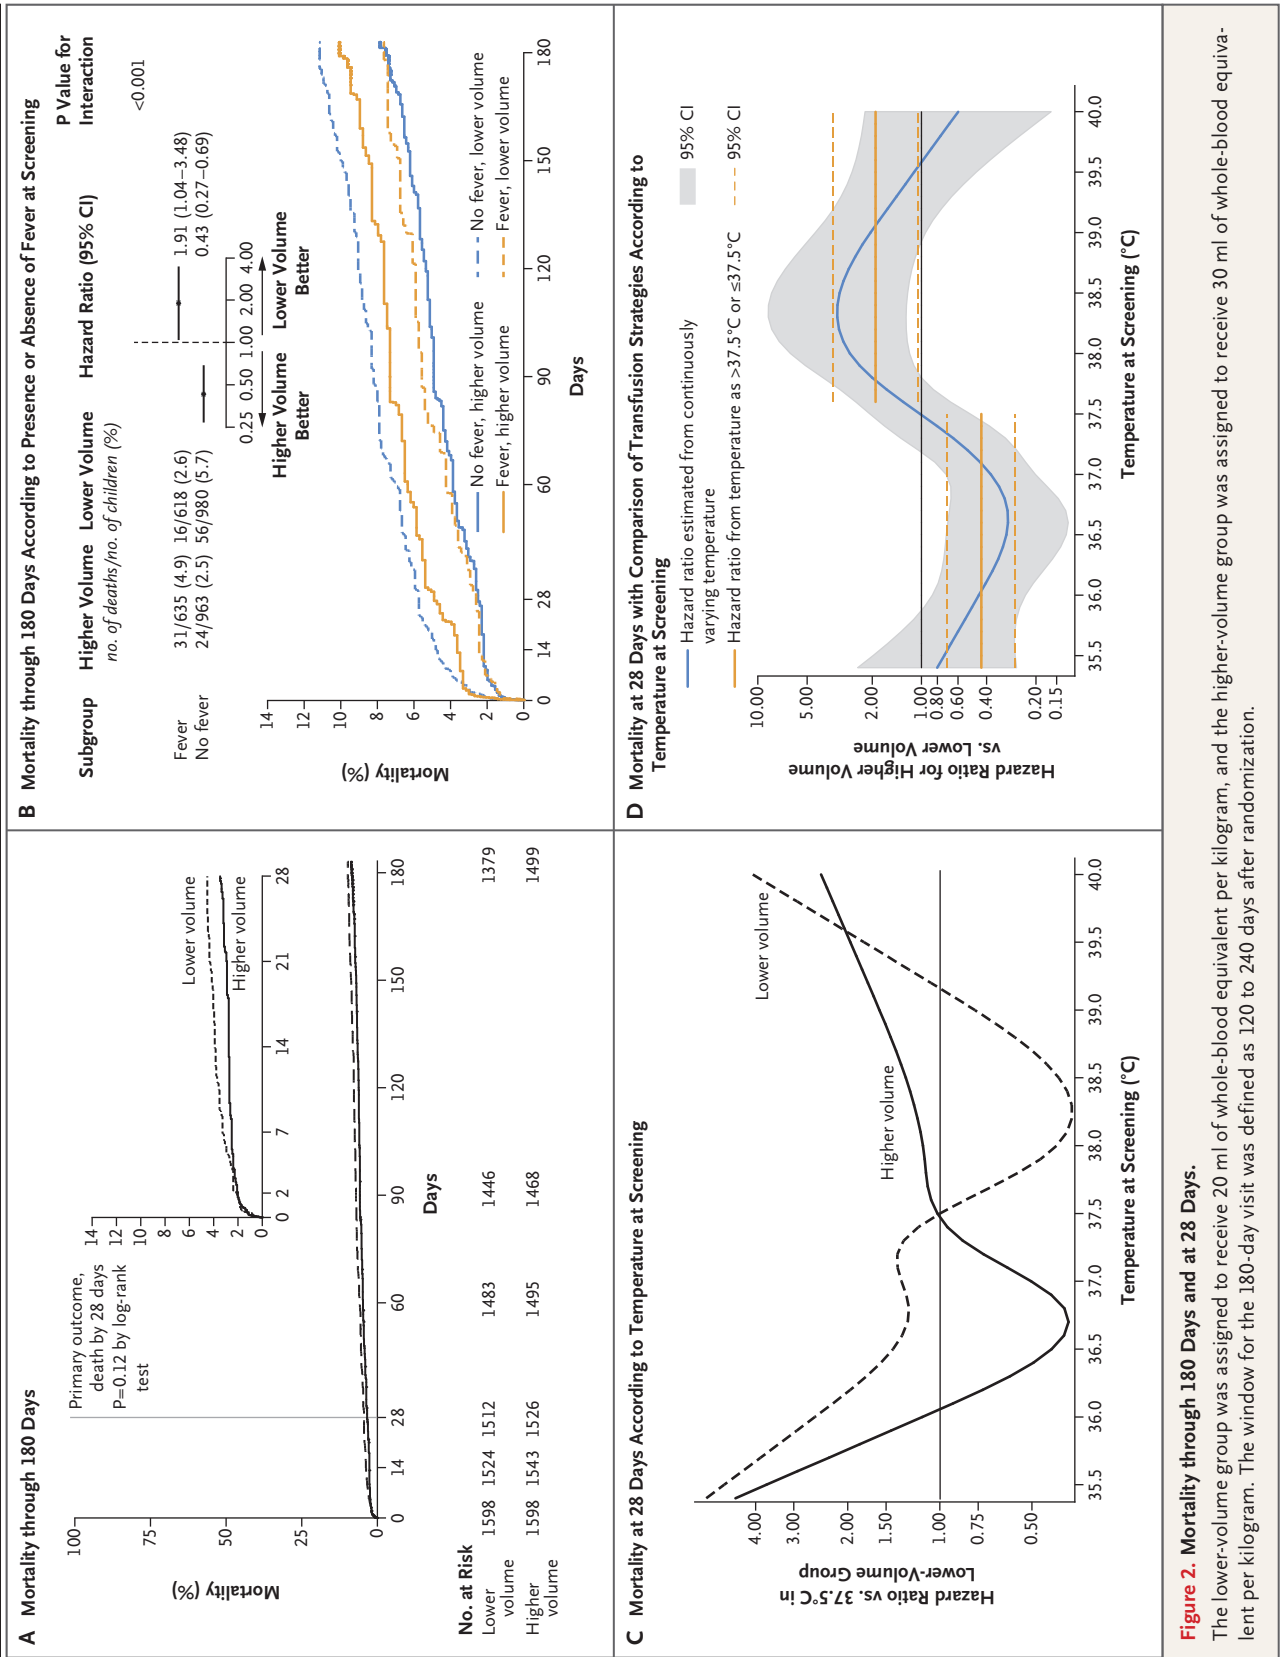 A Mortality through 180 Days
Mortality (%)
100
75
50
25
0
Primary outcome,
death by 28 days
P=0.12 by log-rank
test
14
12
10
8
6
4
2
0
0 2 7 14 21 28
Lower volume
Higher volume
0 14 28 60 90 120 150 180
Days
No. at Risk
Lower volume 1598 1524 1512 1483 1446 1379
Higher volume 1598 1543 1526 1495 1468 1499
B Mortality through 180 Days According to Presence or Absence of Fever at Screening
Subgroup Higher Volume Lower Volume Hazard Ratio (95% CI) P Value for Interaction
no. of deaths/no. of children (%)
<0.001
Fever 31/635 (4.9) 16/618 (2.6) 1.91 (1.04–3.48)
No fever 24/963 (2.5) 56/980 (5.7) 0.43 (0.27–0.69)
0.25 0.50 1.00 2.00 4.00
Higher Volume Better
Lower Volume Better
Mortality (%)
14
12
10
8
6
4
2
0
No fever, higher volume
No fever, lower volume
Fever, higher volume
Fever, lower volume
0 14 28 60 90 120 150 180
Days
C Mortality at 28 Days According to Temperature at Screening
Hazard Ratio vs. 37.5°C in
Lower-Volume Group
4.00
3.00
2.00
1.50
1.00
0.75
0.50
Lower volume
Higher volume
35.5 36.0 36.5 37.0 37.5 38.0 38.5 39.0 39.5 40.0
Temperature at Screening (°C)
D Mortality at 28 Days with Comparison of Transfusion Strategies According to
Temperature at Screening
Hazard ratio estimated from continuously
varying temperature
95% CI
Hazard ratio from temperature as >37.5°C or ≤37.5°C
95% CI
Hazard Ratio for Higher Volume
vs. Lower Volume
10.00
5.00
2.00
1.00
0.80
0.60
0.40
0.20
0.15
35.5 36.0 36.5 37.0 37.5 38.0 38.5 39.0 39.5 40.0
Temperature at Screening (°C)
Figure 2. Mortality through 180 Days and at 28 Days.
The lower-volume group was assigned to receive 20 ml of whole-blood equivalent per kilogram, and the higher-volume group was assigned to receive 30 ml of whole-blood equiva-
lent per kilogram. The window for the 180-day visit was defined as 120 to 240 days after randomization.